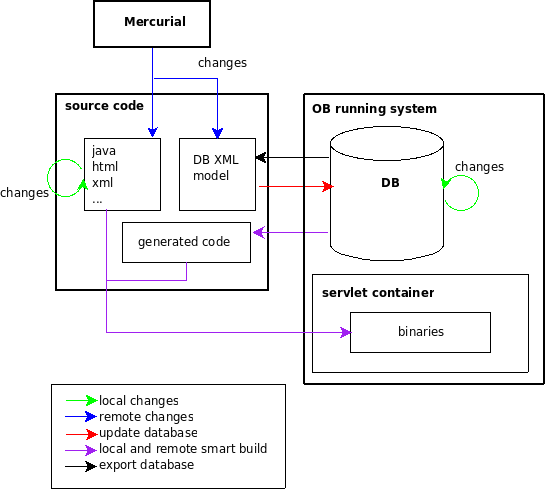 Mercurial
changes
source code
OB running system
java
html
xml
...
DB XML
model
DB
changes
changes
generated code
servlet container
binaries
local changes
remote changes
update database
local and remote smart build
export database